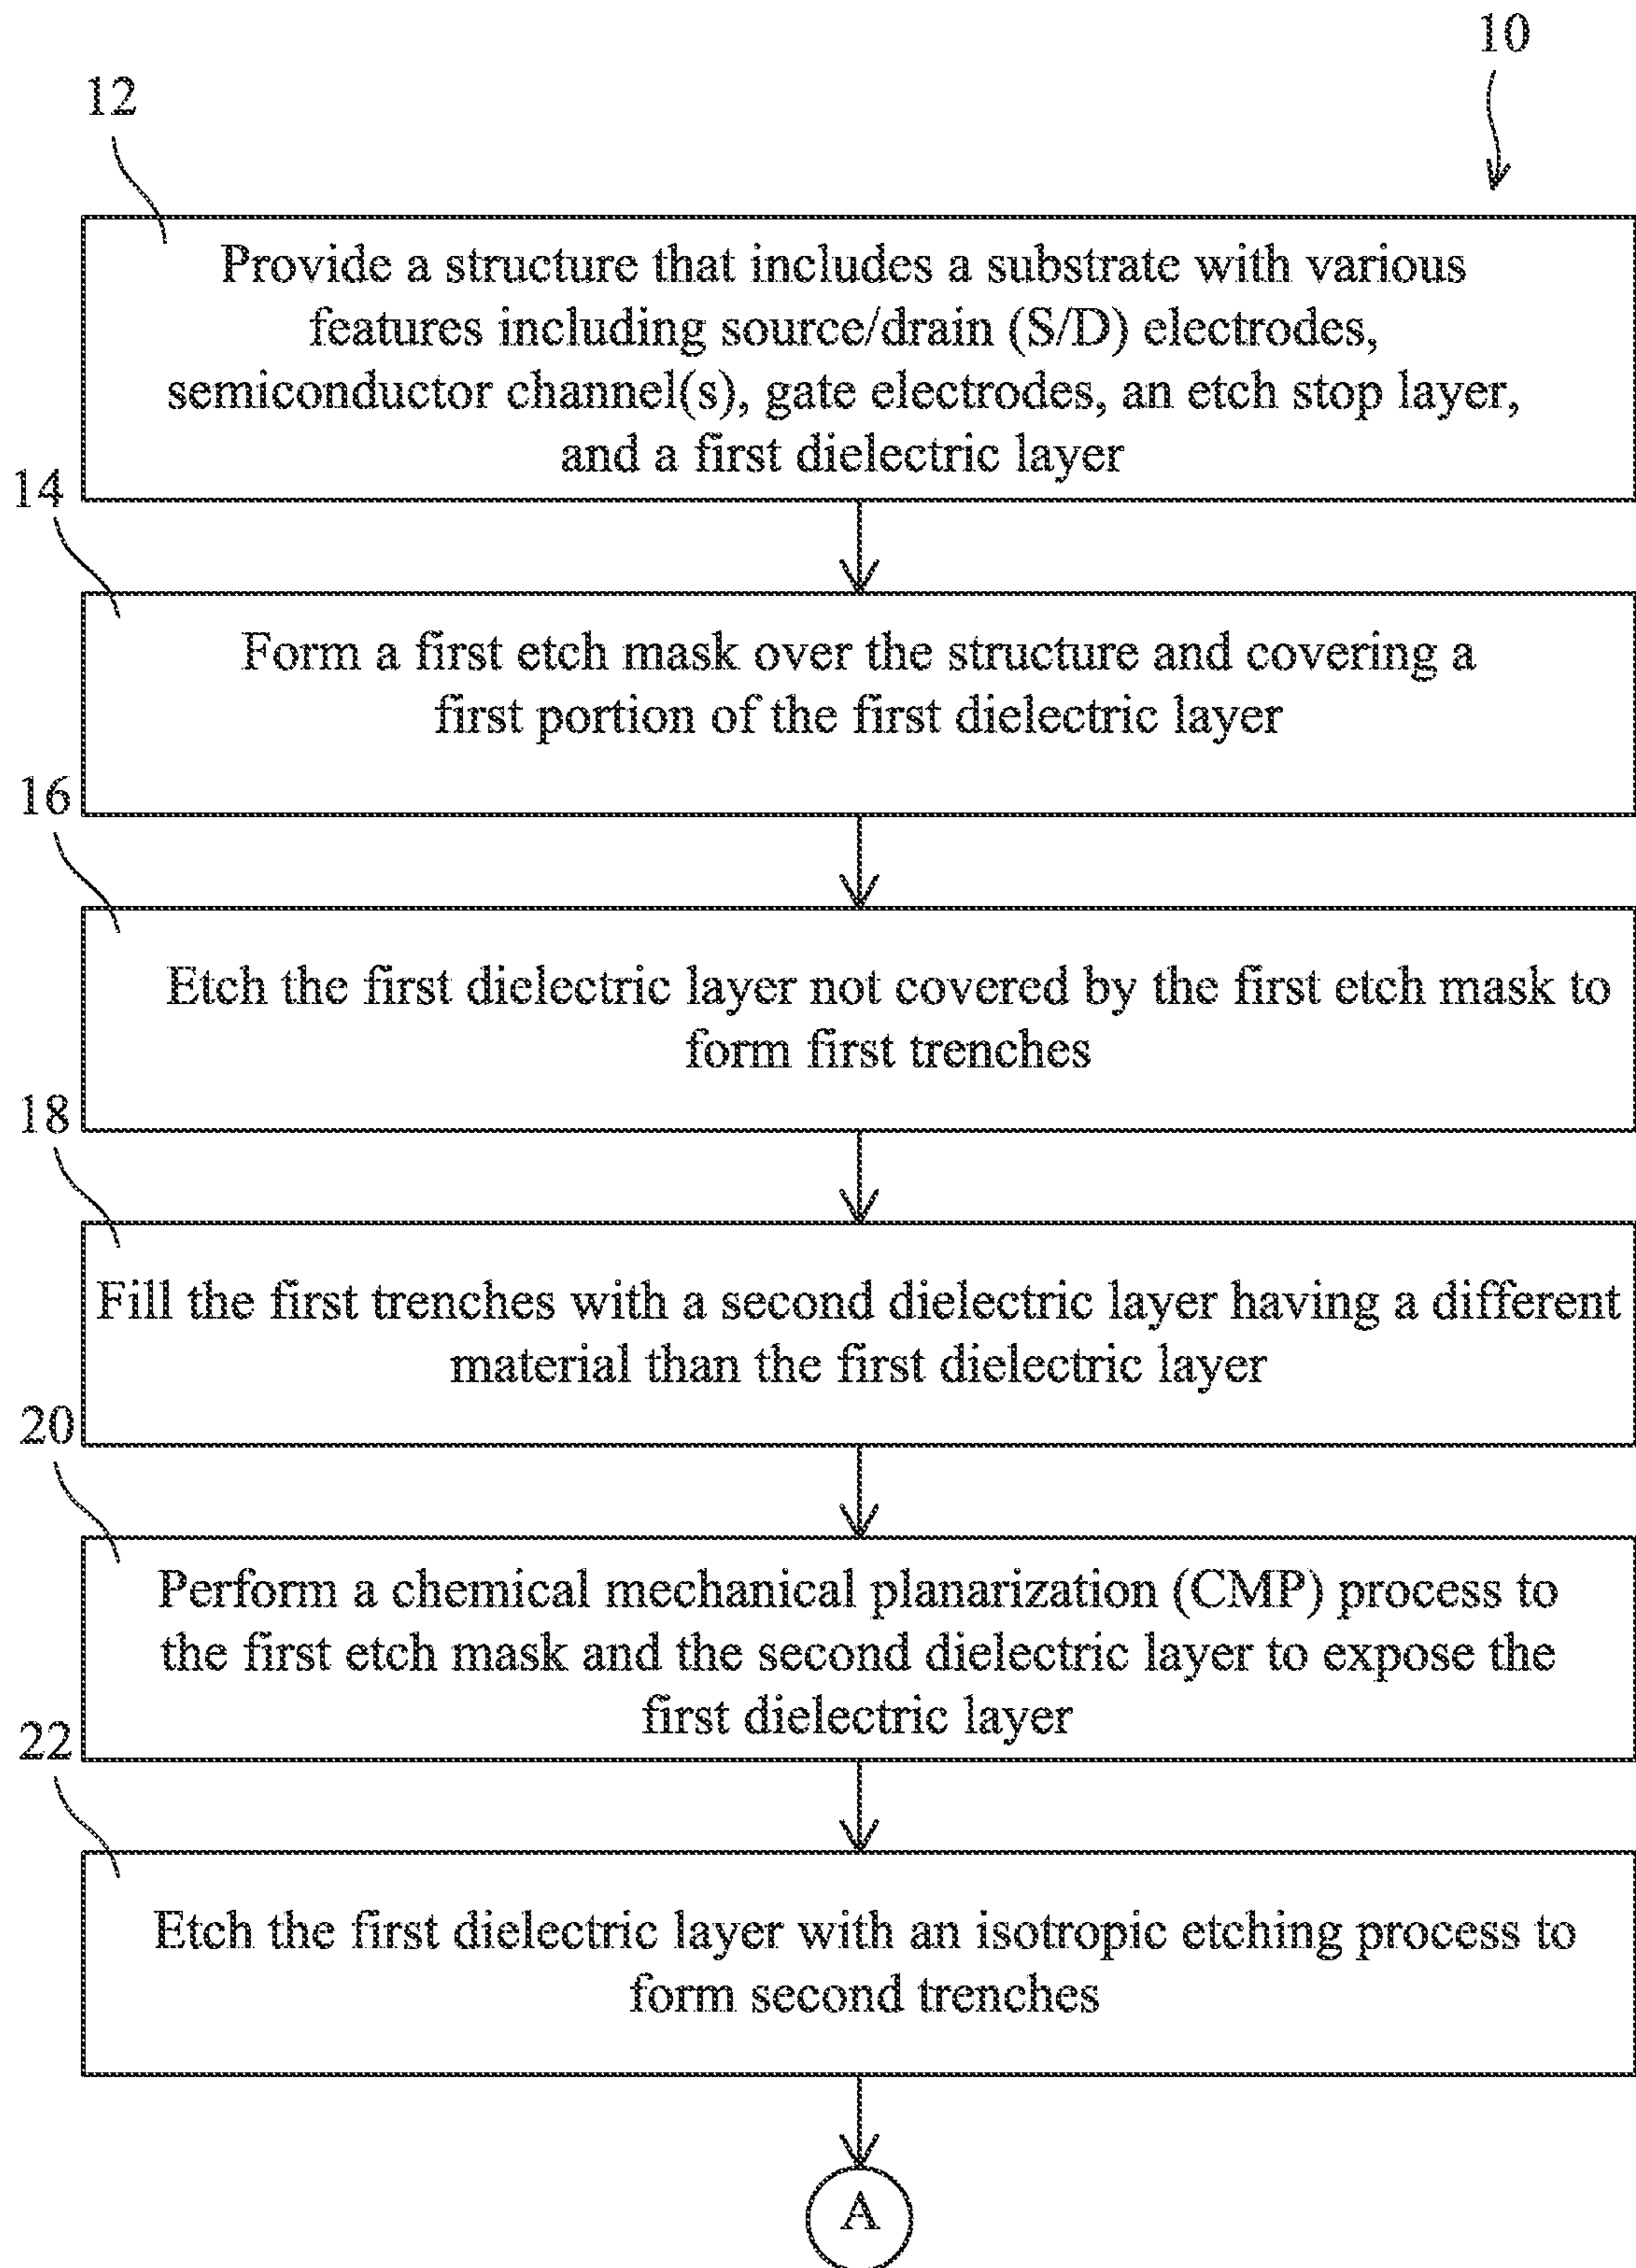 10
12
Provide a structure that includes a substrate with various
features including source/drain (S/D) electrodes,
semiconductor channel(s), gate electrodes, an etch stop layer,
and a first dielectric layer
14
Form a first etch mask over the structure and covering a
first portion of the first dielectric layer
16
Etch the first dielectric layer not covered by the first etch mask to
form first trenches
18
Fill the first trenches with a second dielectric layer having a different
material than the first dielectric layer
20
Perform a chemical mechanical planarization (CMP) process to
the first etch mask and the second dielectric layer to expose the
first dielectric layer
22
Etch the first dielectric layer with an isotropic etching process to
form second trenches
A